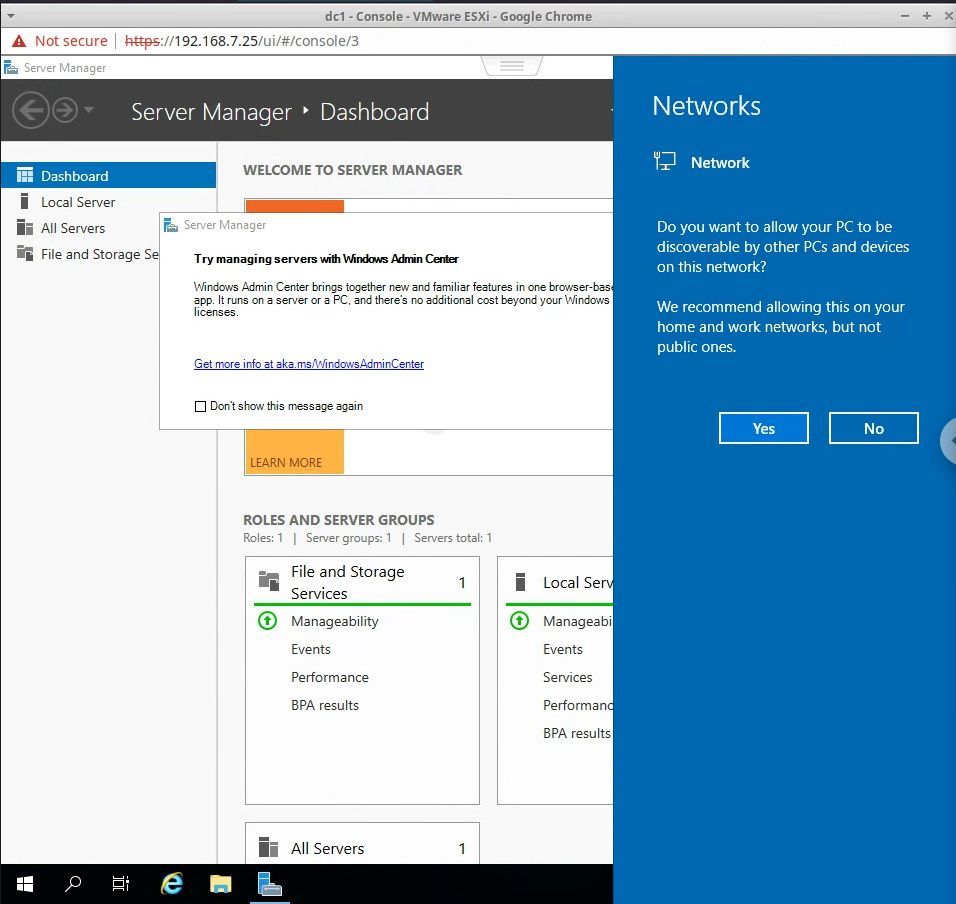 dc1 - Console - VMware ESXi - Google Chrome
Not secure | https://192.168.7.25/ui/#/console/3
Server Manager
Server Manager ‣ Dashboard
Dashboard
Local Server
All Servers
File and Storage Se
WELCOME TO SERVER MANAGER
Server Manager
Try managing servers with Windows Admin Center
Windows Admin Center brings together new and familiar features in one browser-base
app. It runs on a server or a PC, and there's no additional cost beyond your Windows
licenses.
Get more info at aka.ms/WindowsAdminCenter
Don't show this message again
LEARN MORE
ROLES AND SERVER GROUPS
Roles: 1 | Server groups: 1 | Servers total: 1
File and Storage
Services
1
Manageability
Events
Performance
BPA results
Local Serv
Manageabi
Events
Services
Performanc
BPA results
All Servers 1
Networks
Network
Do you want to allow your PC to be
discoverable by other PCs and devices
on this network?
We recommend allowing this on your
home and work networks, but not
public ones.
Yes
No